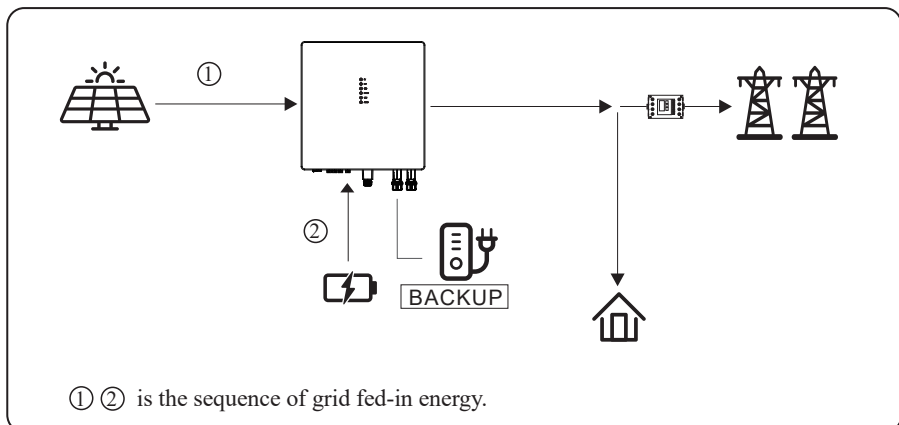 ①
②
BACKUP
① ② is the sequence of grid fed-in energy.